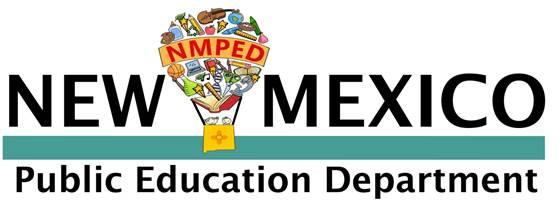 NMPED
NEW MEXICO
Public Education Department